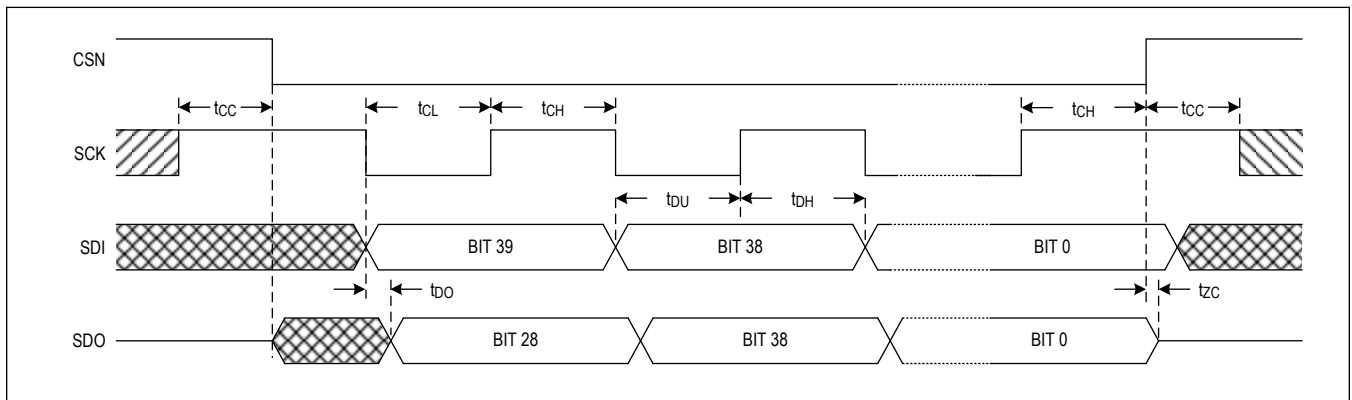 CSN
tCC tCL tCH tCH tCC
SCK
tDU tDH
SDI BIT 39 BIT 38 BIT 0
tDO tZC
SDO BIT 28 BIT 38 BIT 0